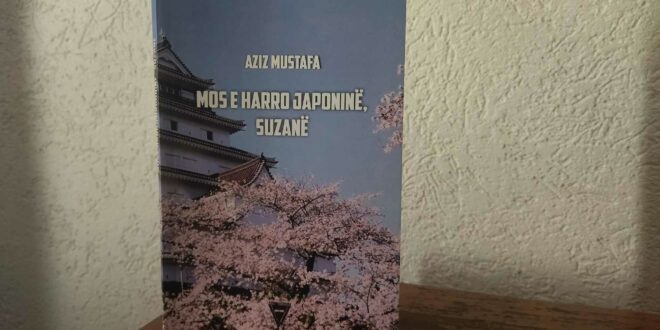 AZIZ MUSTAFA
MOS E HARRO JAPONINË,
SUZANË